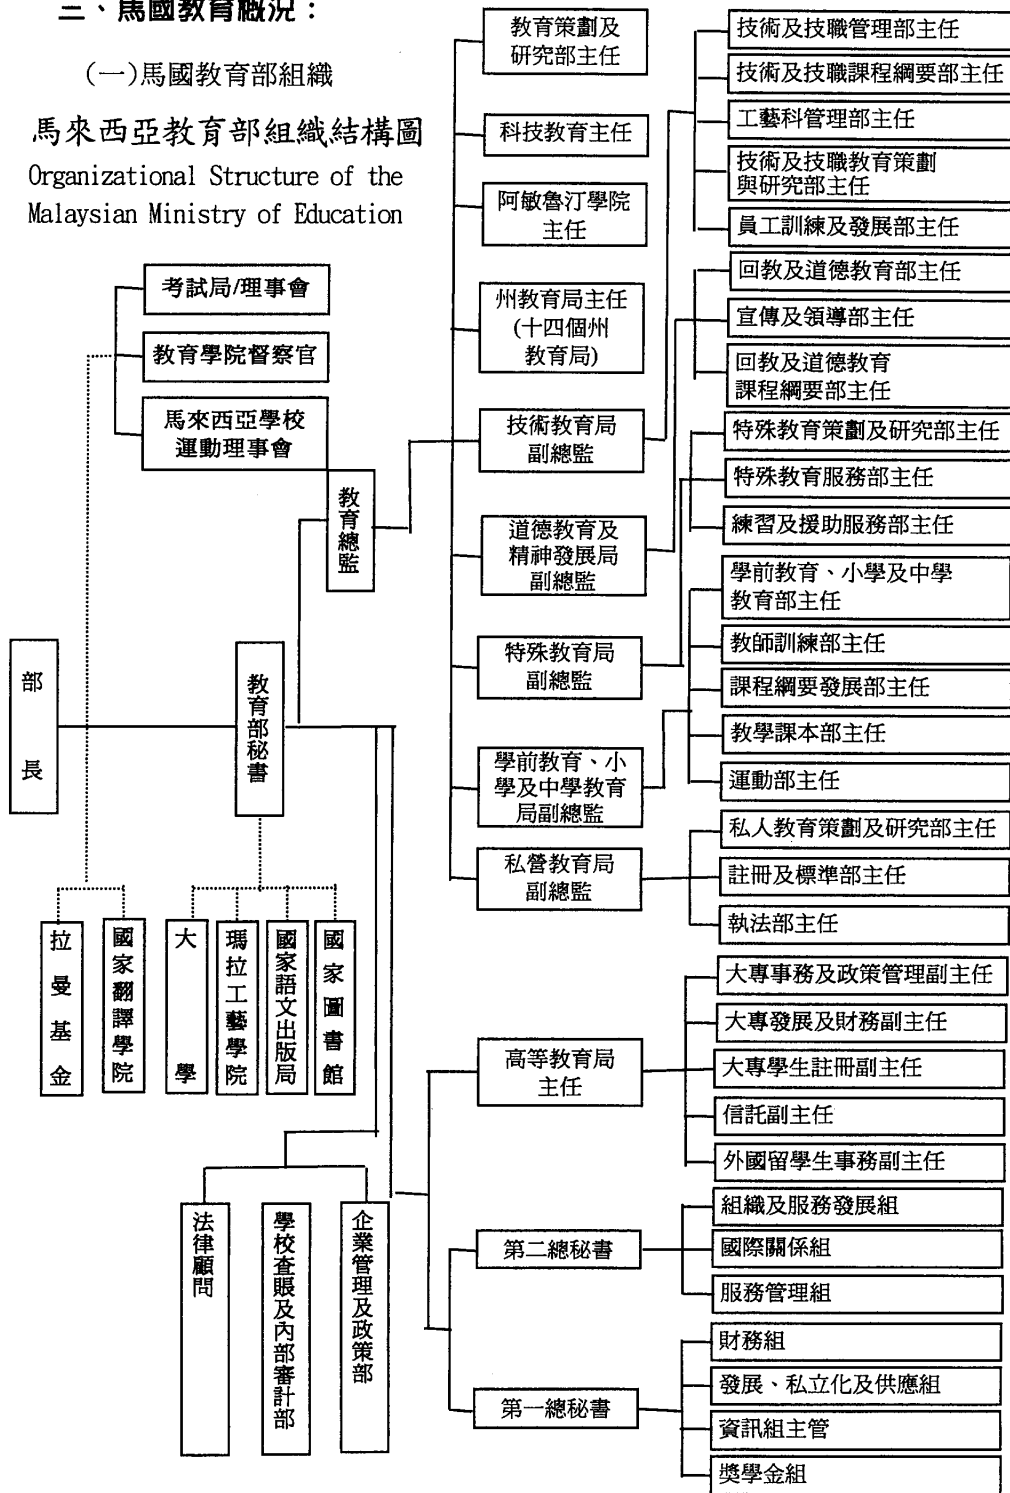 三、馬國教育概況：
(一)馬國教育部組織
馬來西亞教育部組織結構圖
Organizational Structure of the
Malaysian Ministry of Education
考試局/理事會
教育學院督察官
馬來西亞學校
運動理事會
教育總監
部長
教育部秘書
拉曼基金
國家翻譯學院
大學
瑪拉工藝學院
國家語文出版局
國家圖書館
法律顧問
學校查賬及內部審計部
企業管理及政策部
教育策劃及
研究部主任
科技教育主任
阿敏魯汀學院
主任
州教育局主任
(十四個州
教育局)
技術教育局
副總監
道德教育及
精神發展局
副總監
特殊教育局
副總監
學前教育、小
學及中學教育
局副總監
私營教育局
副總監
高等教育局
主任
第二總秘書
第一總秘書
技術及技職管理部主任
技術及技職課程綱要部主任
工藝科管理部主任
技術及技職教育策劃
與研究部主任
員工訓練及發展部主任
回教及道德教育部主任
宣傳及領導部主任
回教及道德教育
課程綱要部主任
特殊教育策劃及研究部主任
特殊教育服務部主任
練習及援助服務部主任
學前教育、小學及中學
教育部主任
教師訓練部主任
課程綱要發展部主任
教學課本部主任
運動部主任
私人教育策劃及研究部主任
註冊及標準部主任
執法部主任
大專事務及政策管理副主任
大專發展及財務副主任
大專學生註冊副主任
信託副主任
外國留學生事務副主任
組織及服務發展組
國際關係組
服務管理組
財務組
發展、私立化及供應組
資訊組主管
獎學金組